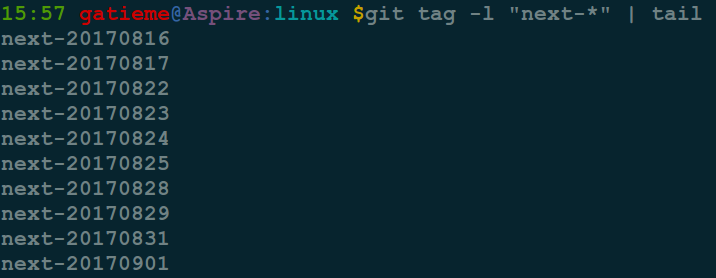 15:57 gatieme@Aspire:linux $git tag -l "next-*" | tail
next-20170816
next-20170817
next-20170822
next-20170823
next-20170824
next-20170825
next-20170828
next-20170829
next-20170831
next-20170901